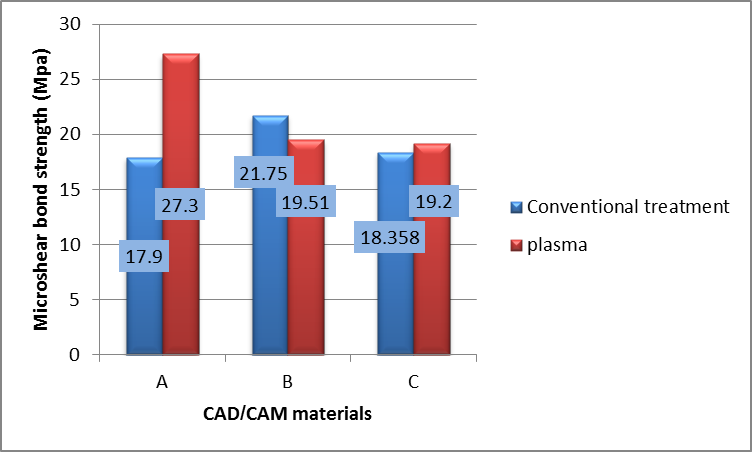 Microshear bond strength (Mpa)
30
25
20
15
10
5
0
17.9
27.3
21.75
19.51
18.358
19.2
A
B
C
CAD/CAM materials
Conventional treatment
plasma